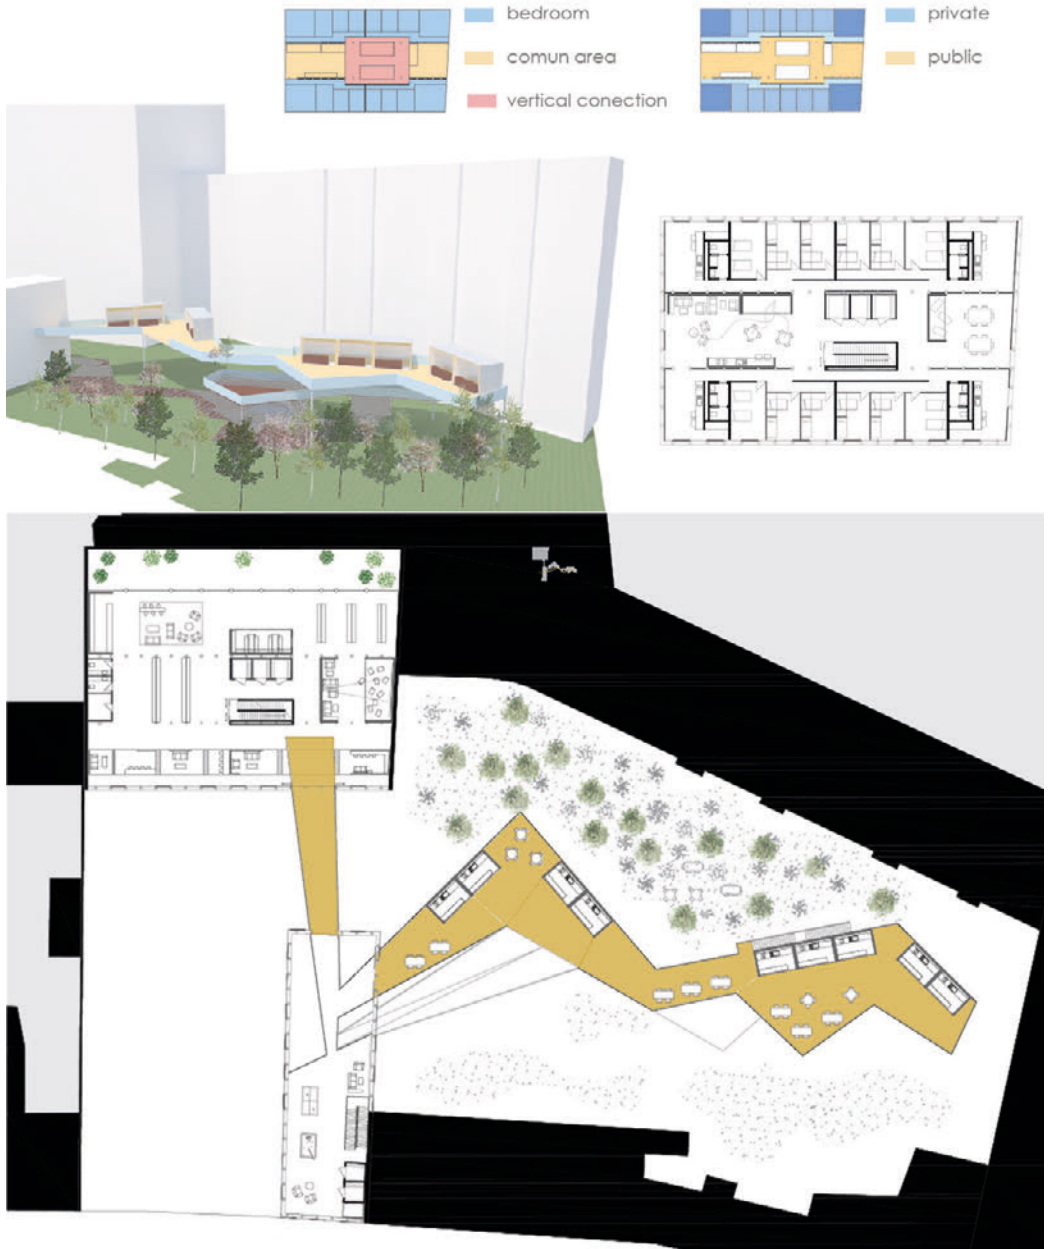 bedroom
comun area
vertical conection
private
public